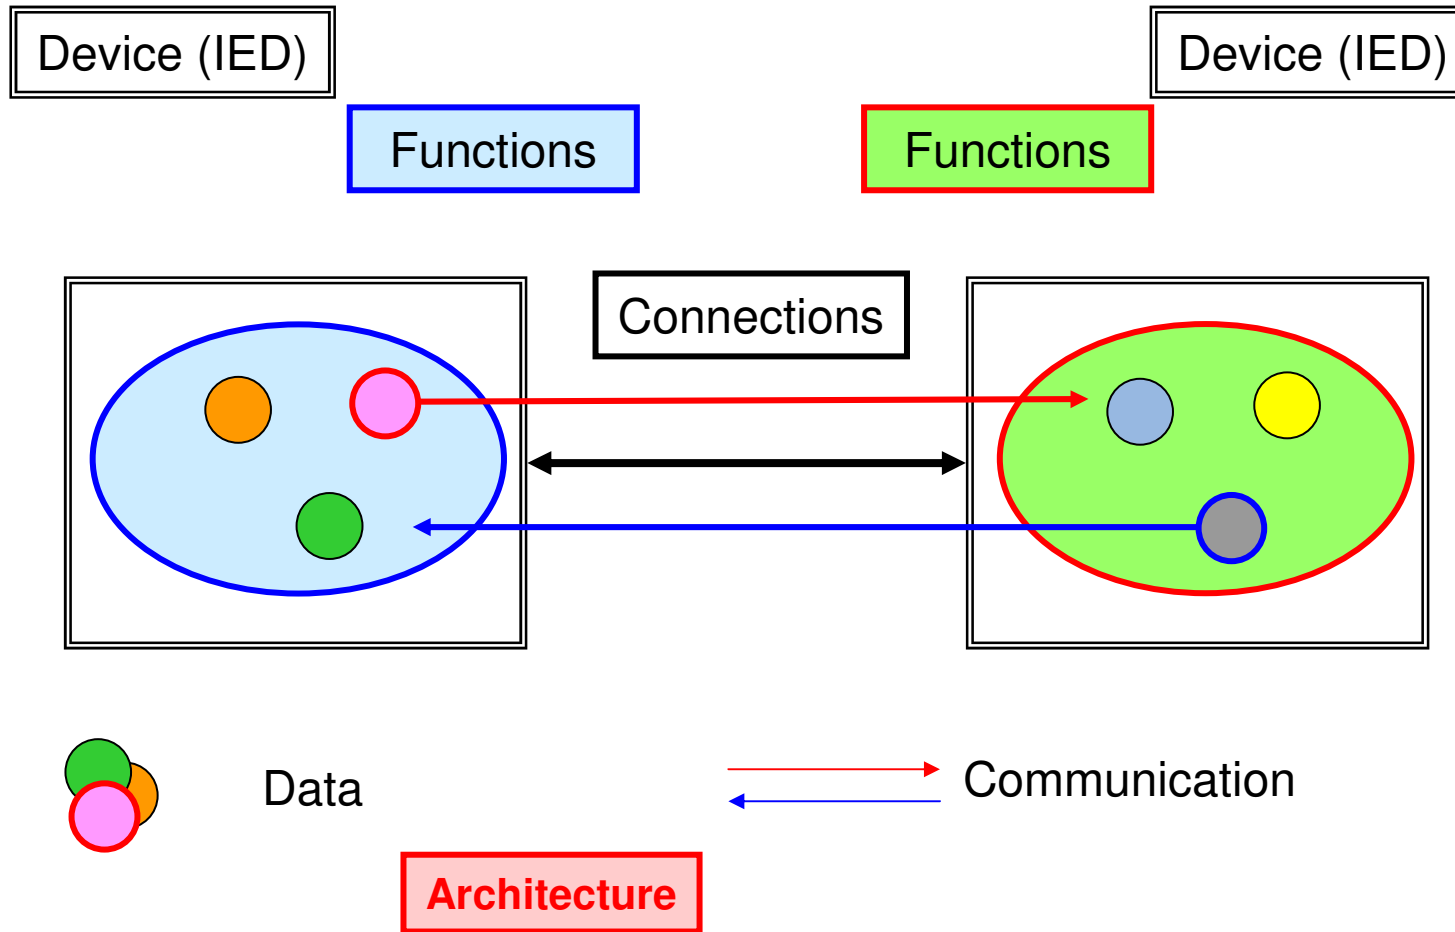 Device (IED)
Device (IED)
Functions
Functions
Connections
Data
Communication
Architecture